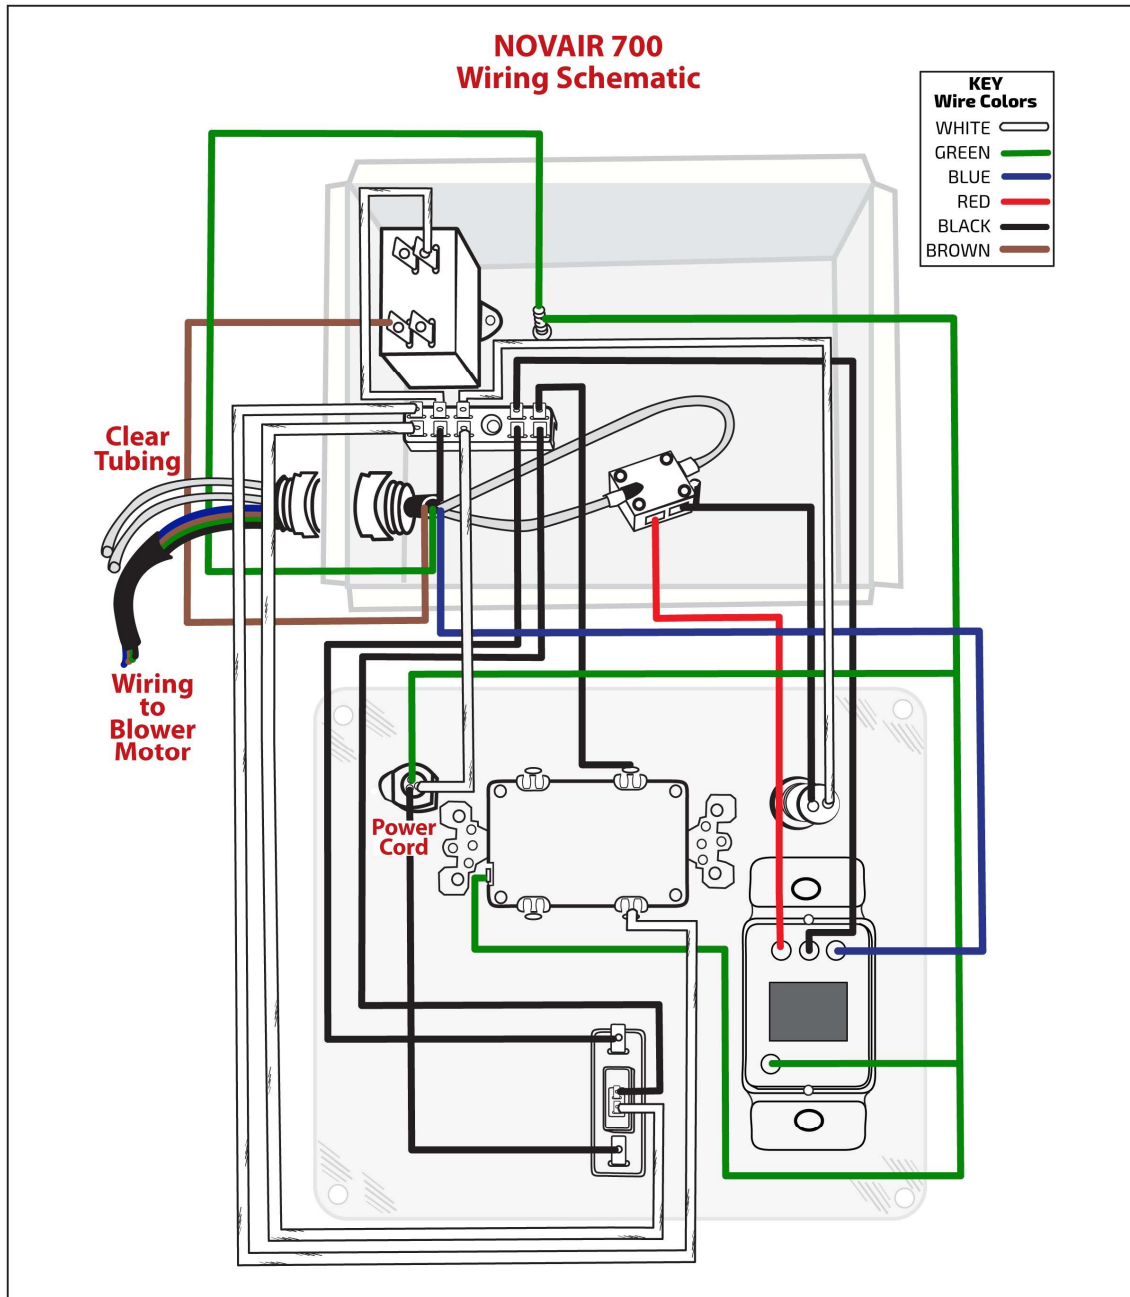 NOVAIR 700
Wiring Schematic
KEY
Wire Colors
WHITE
GREEN
BLUE
RED
BLACK
BROWN
Clear
Tubing
Wiring
to
Blower
Motor
Power
Cord